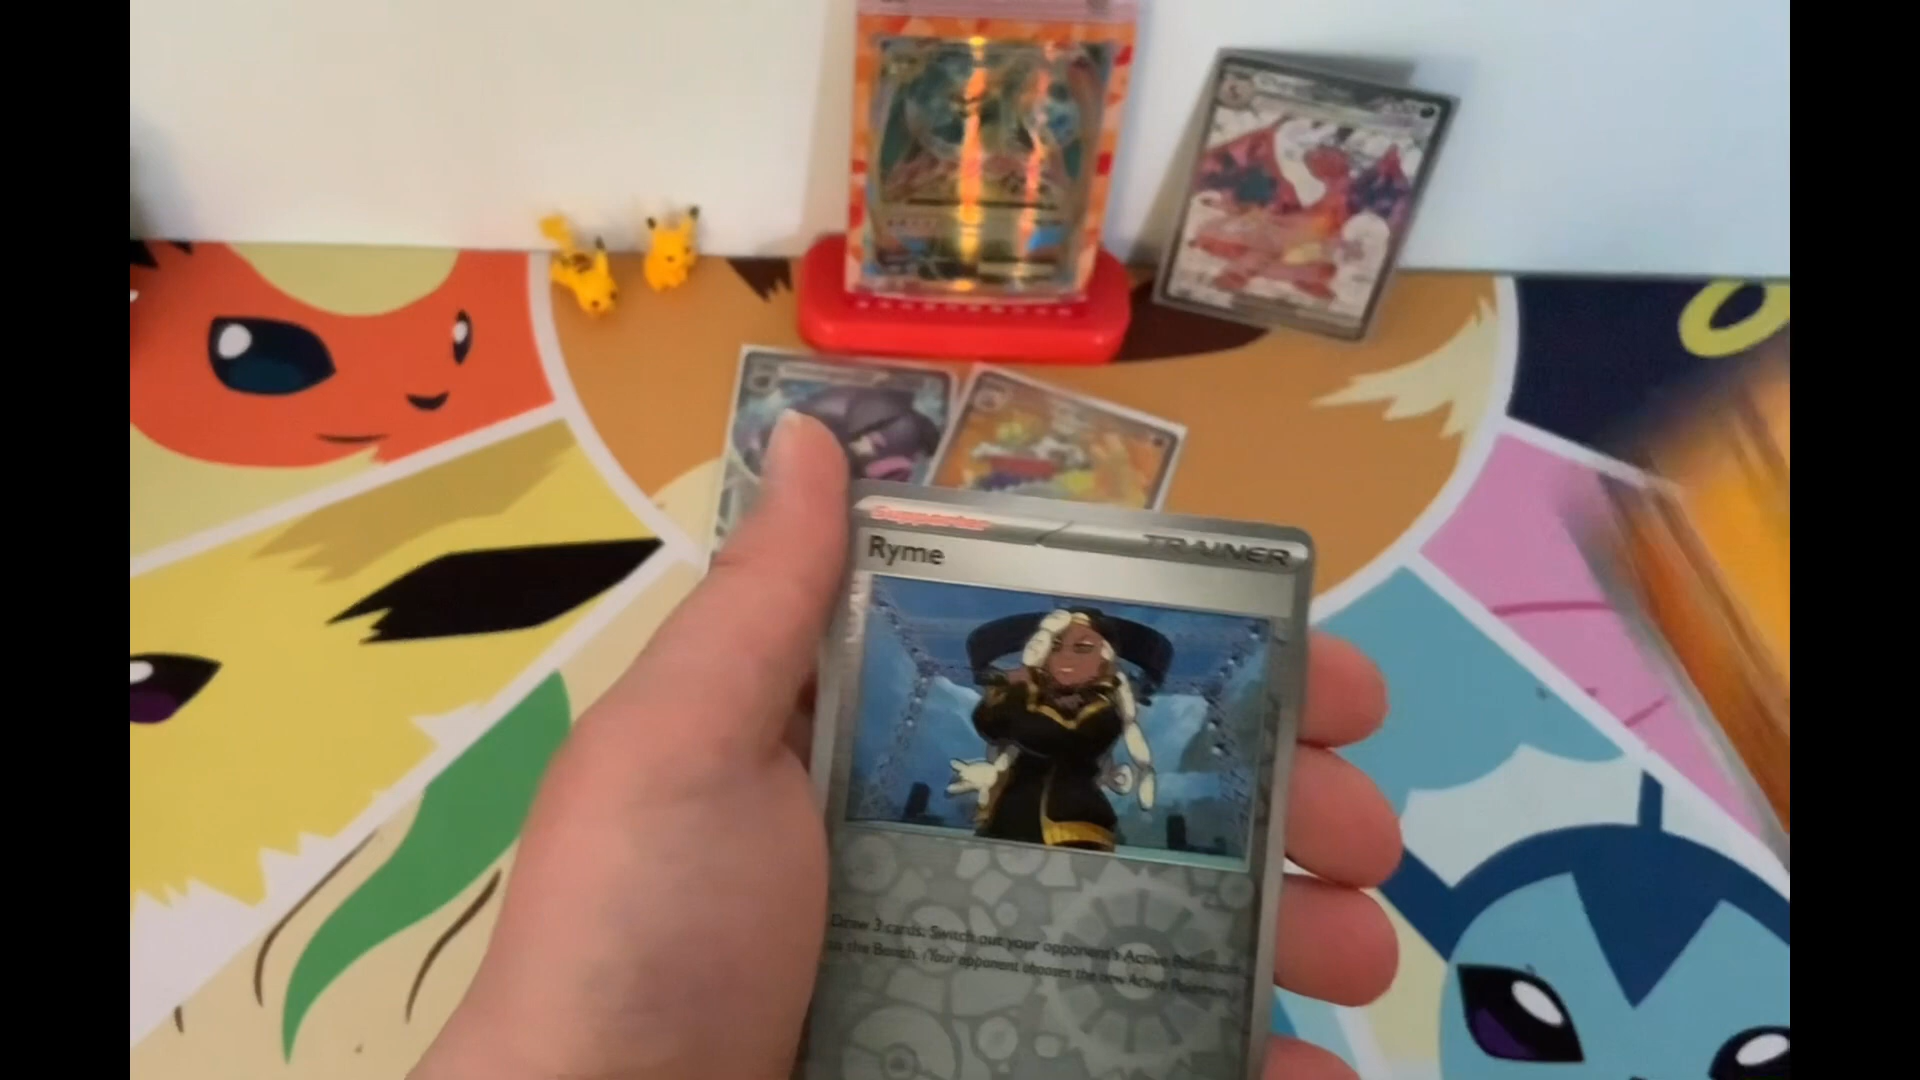 Supporter
TRAINER
Ryme
Draw 3 cards. Switch out your opponent's Active Pokémon
to the Bench. (Your opponent chooses the new Active Pokémon.)